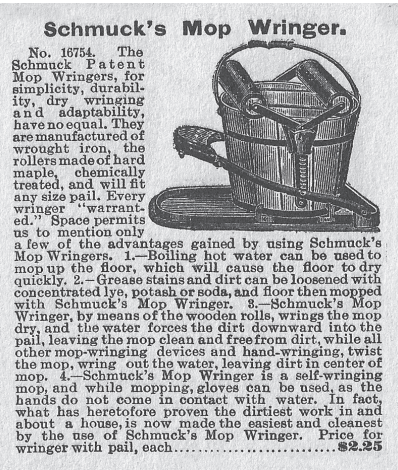 Schmuck's Mop Wringer.
No. 16754. The
Schmuck Patent
Mop Wringers, for
simplicity, durabil-
ity, dry wringing
and adaptability,
have no equal. They
are manufactured of
wrought iron, the
rollers made of hard
maple, chemically
treated, and will fit
any size pail. Every
wringer "warrant-
ed." Space permits
us to mention only
a few of the advantages gained by using Schmuck's
Mop Wringers. 1.—Boiling hot water can be used to
mop up the floor, which will cause the floor to dry
quickly. 2.—Grease stains and dirt can be loosened with
concentrated lye, potash or soda, and floor then mopped
with Schmuck's Mop Wringer. 3.—Schmuck's Mop
Wringer, by means of the wooden rolls, wrings the mop
dry, and the water forces the dirt downward into the
pail, leaving the mop clean and free from dirt, while all
other mop-wringing devices and hand-wringing, twist
the mop, wring out the water, leaving dirt in center of
mop. 4.—Schmuck's Mop Wringer is a self-wringing
mop, and while mopping, gloves can be used, as the
hands do not come in contact with water. In fact,
what has heretofore proven the dirtiest work in and
about a house, is now made the easiest and cleanest
by the use of Schmuck's Mop Wringer. Price for
wringer with pail, each....................$2.25